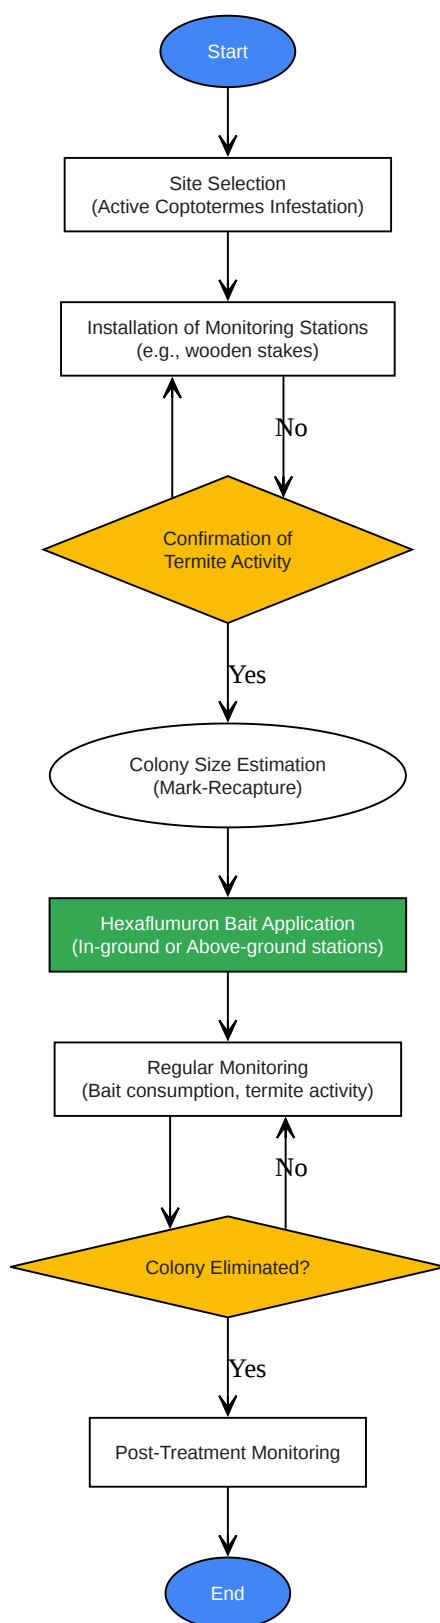 Start
Site Selection
(Active Coptotermes Infestation)
Installation of Monitoring Stations
(e.g., wooden stakes)
No
Confirmation of
Termite Activity
Yes
Colony Size Estimation
(Mark-Recapture)
Hexaflumuron Bait Application
(In-ground or Above-ground stations)
Regular Monitoring
(Bait consumption, termite activity)
No
Colony Eliminated?
Yes
Post-Treatment Monitoring
End